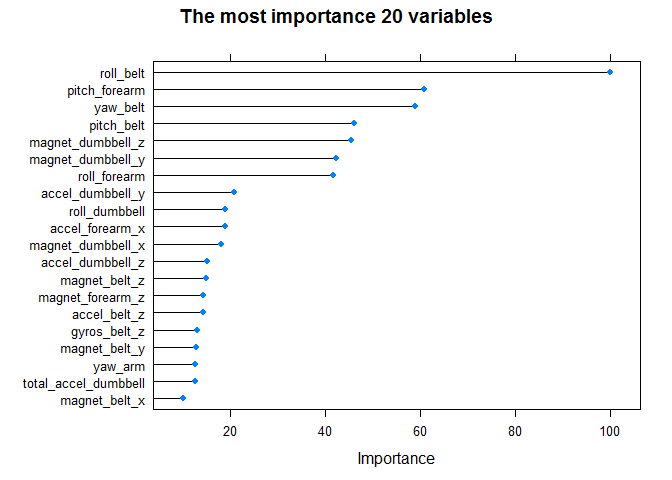 The most importance 20 variables
roll_belt
pitch_forearm
yaw_belt
pitch_belt
magnet_dumbbell_z
magnet_dumbbell_y
roll_forearm
accel_dumbbell_y
roll_dumbbell
accel_forearm_x
magnet_dumbbell_x
accel_dumbbell_z
magnet_belt_z
magnet_forearm_z
accel_belt_z
gyros_belt_z
magnet_belt_y
yaw_arm
total_accel_dumbbell
magnet_belt_x
20 40 60 80 100
Importance